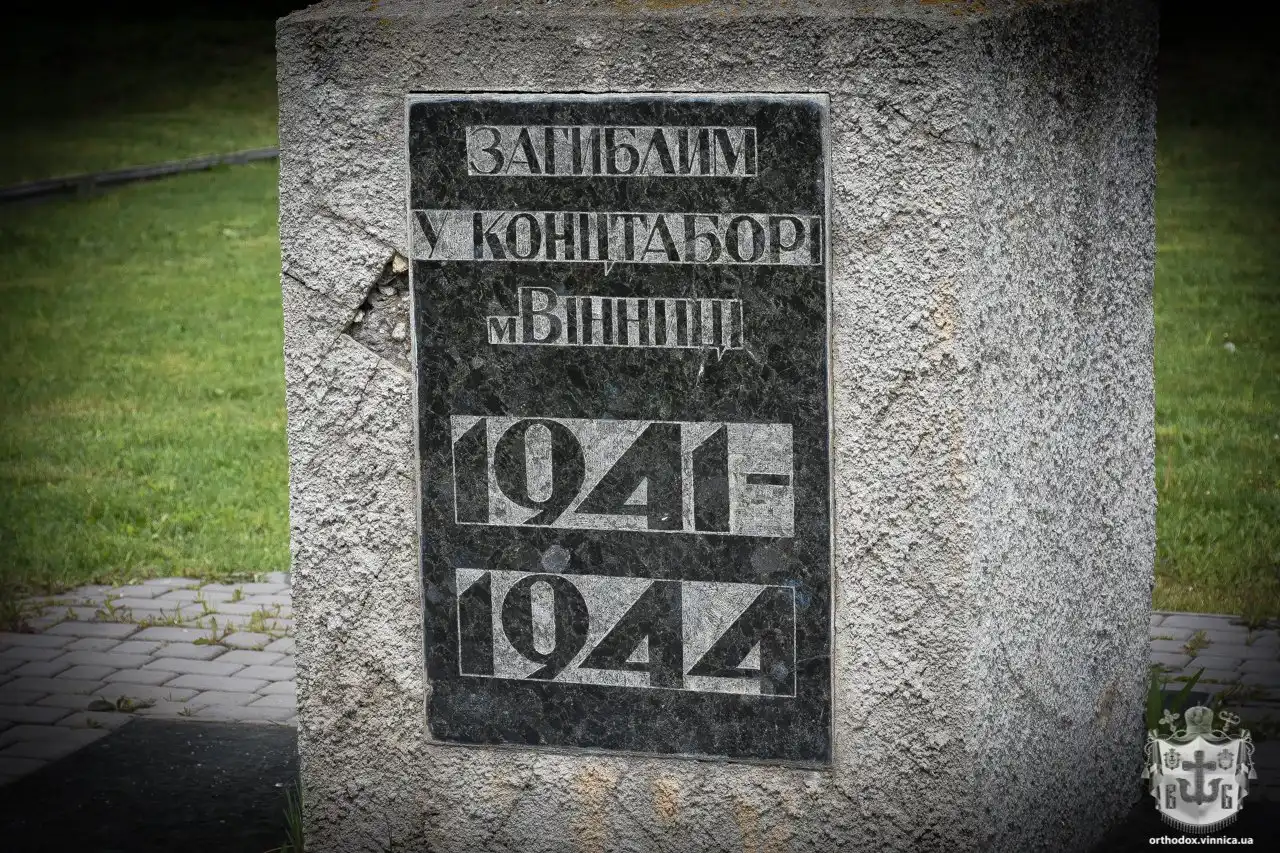 ЗАГИБЛИМ
У КОНЦТАБОРІ
м ВІННИЦІ
1941-
1944
В Б
orthodox.vinnica.ua